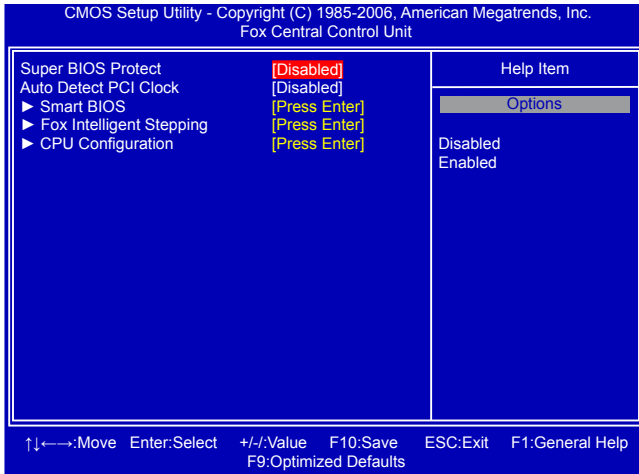 CMOS Setup Utility - Copyright (C) 1985-2006, American Megatrends, Inc.
Fox Central Control Unit
Super BIOS Protect [Disabled]
Auto Detect PCI Clock [Disabled]
► Smart BIOS [Press Enter]
► Fox Intelligent Stepping [Press Enter]
► CPU Configuration [Press Enter]
Help Item
Options
Disabled
Enabled
↑↓←→:Move Enter:Select +/-/:Value F10:Save ESC:Exit F1:General Help
F9:Optimized Defaults